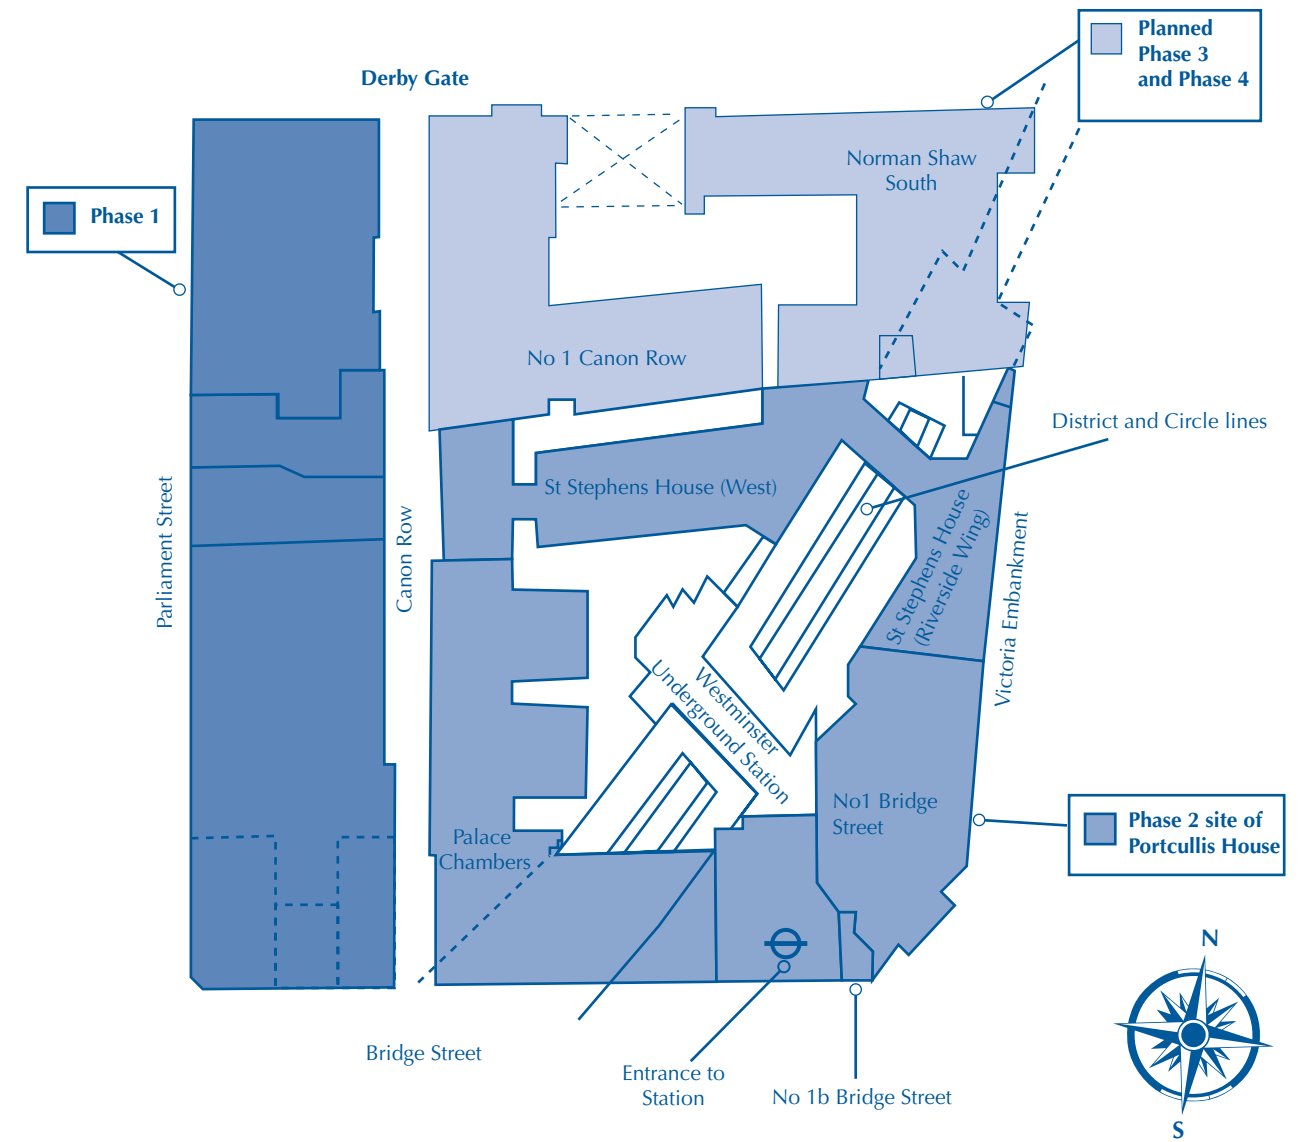 Derby Gate
Planned
Phase 3
and Phase 4
Norman Shaw
South
Phase 1
No 1 Canon Row
District and Circle lines
St Stephens House (West)
St Stephens House
(Riverside Wing)
Parliament Street
Canon Row
Victoria Embankment
Westminster
Underground Station
No1 Bridge
Street
Phase 2 site of
Portcullis House
Palace
Chambers
N
S
Bridge Street
Entrance to
Station
No 1b Bridge Street